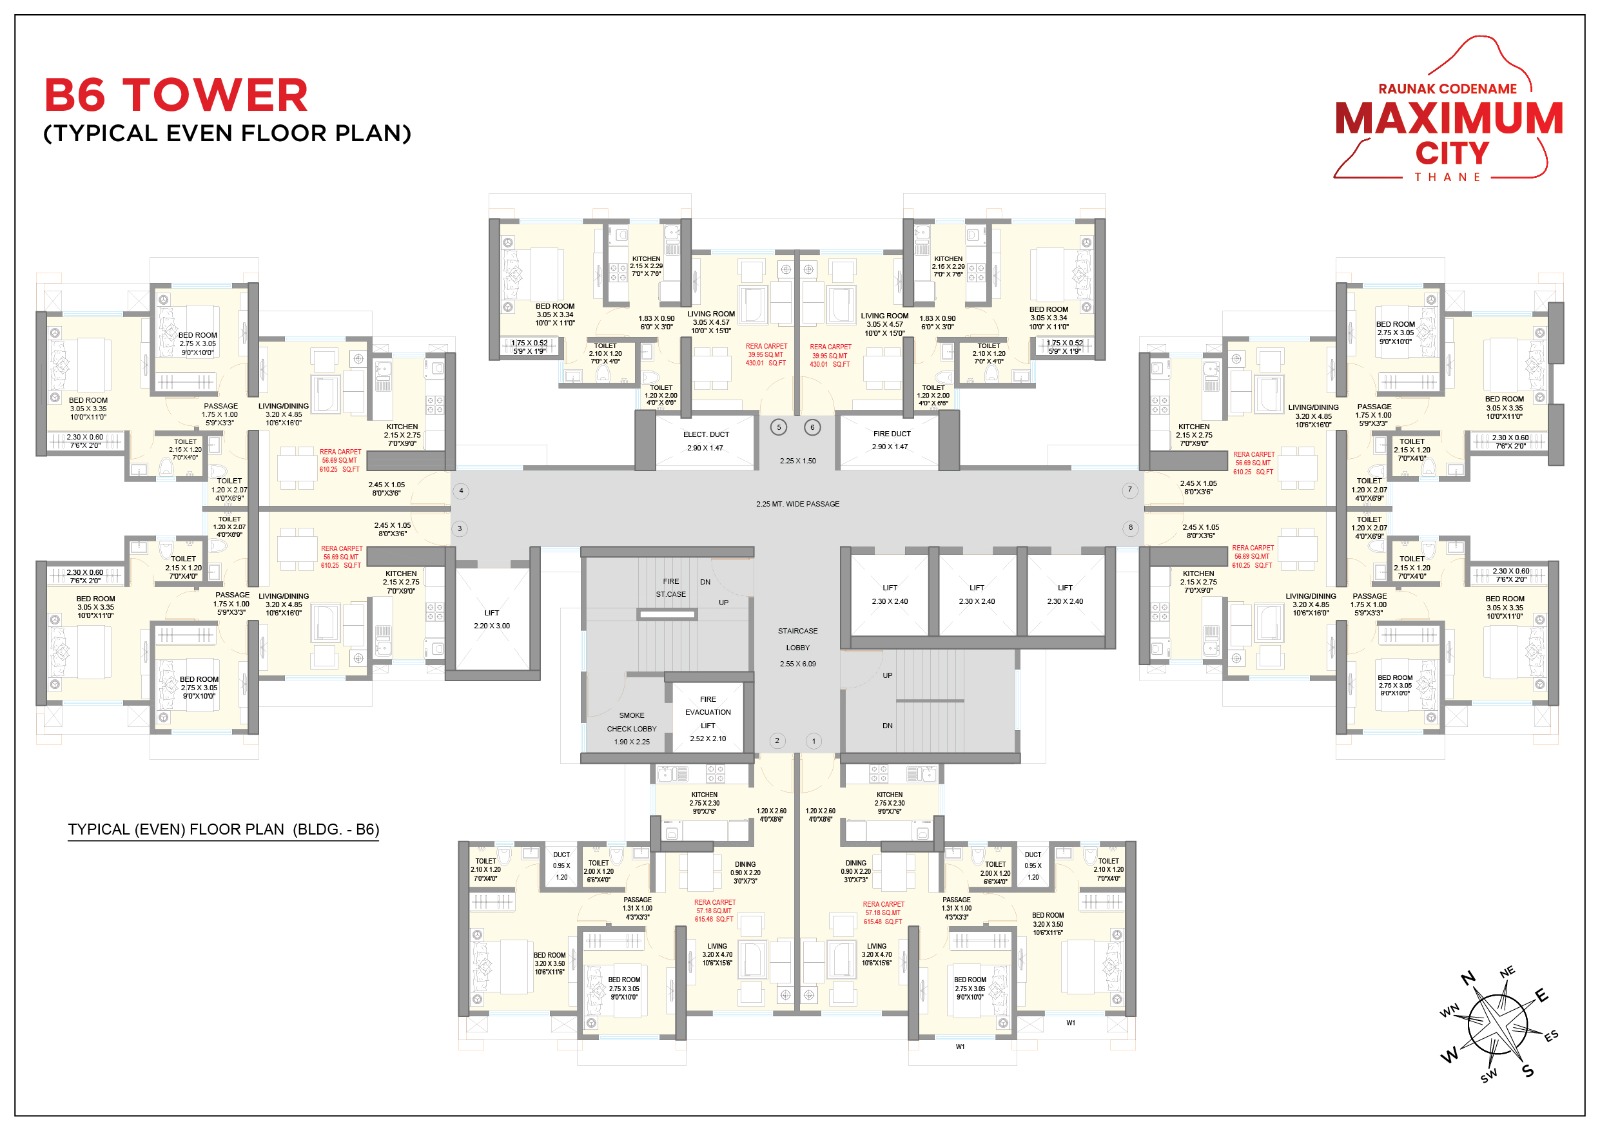 B6 TOWER
(TYPICAL EVEN FLOOR PLAN)
RAUNAK CODENAME
MAXIMUM
CITY
THANE
BED ROOM
3.05 X 3.34
10'0" X 11'0"
KITCHEN
2.15 X 2.29
7'0" X 7'6"
1.83 X 0.90
6'0" X 3'0"
LIVING ROOM
3.05 X 4.57
10'0" X 15'0"
RERA CARPET
39.95 SQ.MT
430.01 SQ.FT
1.75 X 0.52
5'9" X 1'9"
TOILET
2.10 X 1.20
7'0" X 4'0"
TOILET
1.20 X 2.00
4'0" X 6'6"
LIVING ROOM
3.05 X 4.57
10'0" X 15'0"
RERA CARPET
39.95 SQ.MT
430.01 SQ.FT
KITCHEN
2.15 X 2.29
7'0" X 7'6"
1.83 X 0.90
6'0" X 3'0"
BED ROOM
3.05 X 3.34
10'0" X 11'0"
1.75 X 0.52
5'9" X 1'9"
TOILET
2.10 X 1.20
7'0" X 4'0"
TOILET
1.20 X 2.00
4'0" X 6'6"
BED ROOM
2.75 X 3.05
9'0"X10'0"
BED ROOM
3.05 X 3.35
10'0"X11'0"
2.30 X 0.60
7'6"X 2'0"
PASSAGE
1.75 X 1.00
5'9"X3'3"
LIVING/DINING
3.20 X 4.85
10'6"X16'0"
KITCHEN
2.15 X 2.75
7'0"X9'0"
TOILET
2.15 X 1.20
7'0"X4'0"
RERA CARPET
56.69 SQ.MT
610.25 SQ.FT
TOILET
1.20 X 2.07
4'0"X6'9"
2.45 X 1.05
8'0"X3'6"
4
TOILET
1.20 X 2.07
4'0"X6'9"
2.45 X 1.05
8'0"X3'6"
3
RERA CARPET
56.69 SQ.MT
610.25 SQ.FT
TOILET
2.15 X 1.20
7'0"X4'0"
2.30 X 0.60
7'6"X 2'0"
BED ROOM
3.05 X 3.35
10'0"X11'0"
PASSAGE
1.75 X 1.00
5'9"X3'3"
LIVING/DINING
3.20 X 4.85
10'6"X16'0"
KITCHEN
2.15 X 2.75
7'0"X9'0"
BED ROOM
2.75 X 3.05
9'0"X10'0"
ELECT. DUCT
2.90 X 1.47
5
6
FIRE DUCT
2.90 X 1.47
2.25 X 1.50
2.25 MT. WIDE PASSAGE
LIFT
2.20 X 3.00
FIRE
ST.CASE
DN
UP
LIFT
2.30 X 2.40
LIFT
2.30 X 2.40
LIFT
2.30 X 2.40
STAIRCASE
LOBBY
2.55 X 6.09
UP
DN
SMOKE
CHECK LOBBY
1.90 X 2.25
FIRE
EVACUATION
LIFT
2.52 X 2.10
2
1
BED ROOM
2.75 X 3.05
9'0"X10'0"
BED ROOM
3.05 X 3.35
10'0"X11'0"
2.30 X 0.60
7'6"X 2'0"
PASSAGE
1.75 X 1.00
5'9"X3'3"
LIVING/DINING
3.20 X 4.85
10'6"X16'0"
KITCHEN
2.15 X 2.75
7'0"X9'0"
TOILET
2.15 X 1.20
7'0"X4'0"
RERA CARPET
56.69 SQ.MT
610.25 SQ.FT
TOILET
1.20 X 2.07
4'0"X6'9"
2.45 X 1.05
8'0"X3'6"
7
8
2.45 X 1.05
8'0"X3'6"
TOILET
1.20 X 2.07
4'0"X6'9"
RERA CARPET
56.69 SQ.MT
610.25 SQ.FT
TOILET
2.15 X 1.20
7'0"X4'0"
2.30 X 0.60
7'6"X 2'0"
KITCHEN
2.15 X 2.75
7'0"X9'0"
LIVING/DINING
3.20 X 4.85
10'6"X16'0"
PASSAGE
1.75 X 1.00
5'9"X3'3"
BED ROOM
3.05 X 3.35
10'0"X11'0"
BED ROOM
2.75 X 3.05
9'0"X10'0"
TYPICAL (EVEN) FLOOR PLAN (BLDG. - B6)
KITCHEN
2.75 X 2.30
9'0"X7'6"
1.20 X 2.60
4'0"X8'6"
TOILET
2.10 X 1.20
7'0"X4'0"
DUCT
0.95 X
1.20
TOILET
2.00 X 1.20
6'6"X4'0"
DINING
0.90 X 2.20
3'0"X7'3"
PASSAGE
1.31 X 1.00
4'3"X3'3"
RERA CARPET
57.18 SQ.MT
615.48 SQ.FT
BED ROOM
3.20 X 3.50
10'6"X11'6"
LIVING
3.20 X 4.70
10'6"X15'6"
BED ROOM
2.75 X 3.05
9'0"X10'0"
1.20 X 2.60
4'0"X8'6"
KITCHEN
2.75 X 2.30
9'0"X7'6"
DINING
0.90 X 2.20
3'0"X7'3"
TOILET
2.00 X 1.20
6'6"X4'0"
DUCT
0.95 X
1.20
TOILET
2.10 X 1.20
7'0"X4'0"
RERA CARPET
57.18 SQ.MT
615.48 SQ.FT
PASSAGE
1.31 X 1.00
4'3"X3'3"
BED ROOM
3.20 X 3.50
10'6"X11'6"
LIVING
3.20 X 4.70
10'6"X15'6"
BED ROOM
2.75 X 3.05
9'0"X10'0"
W1
W1
N
NE
E
ES
S
SW
W
WN